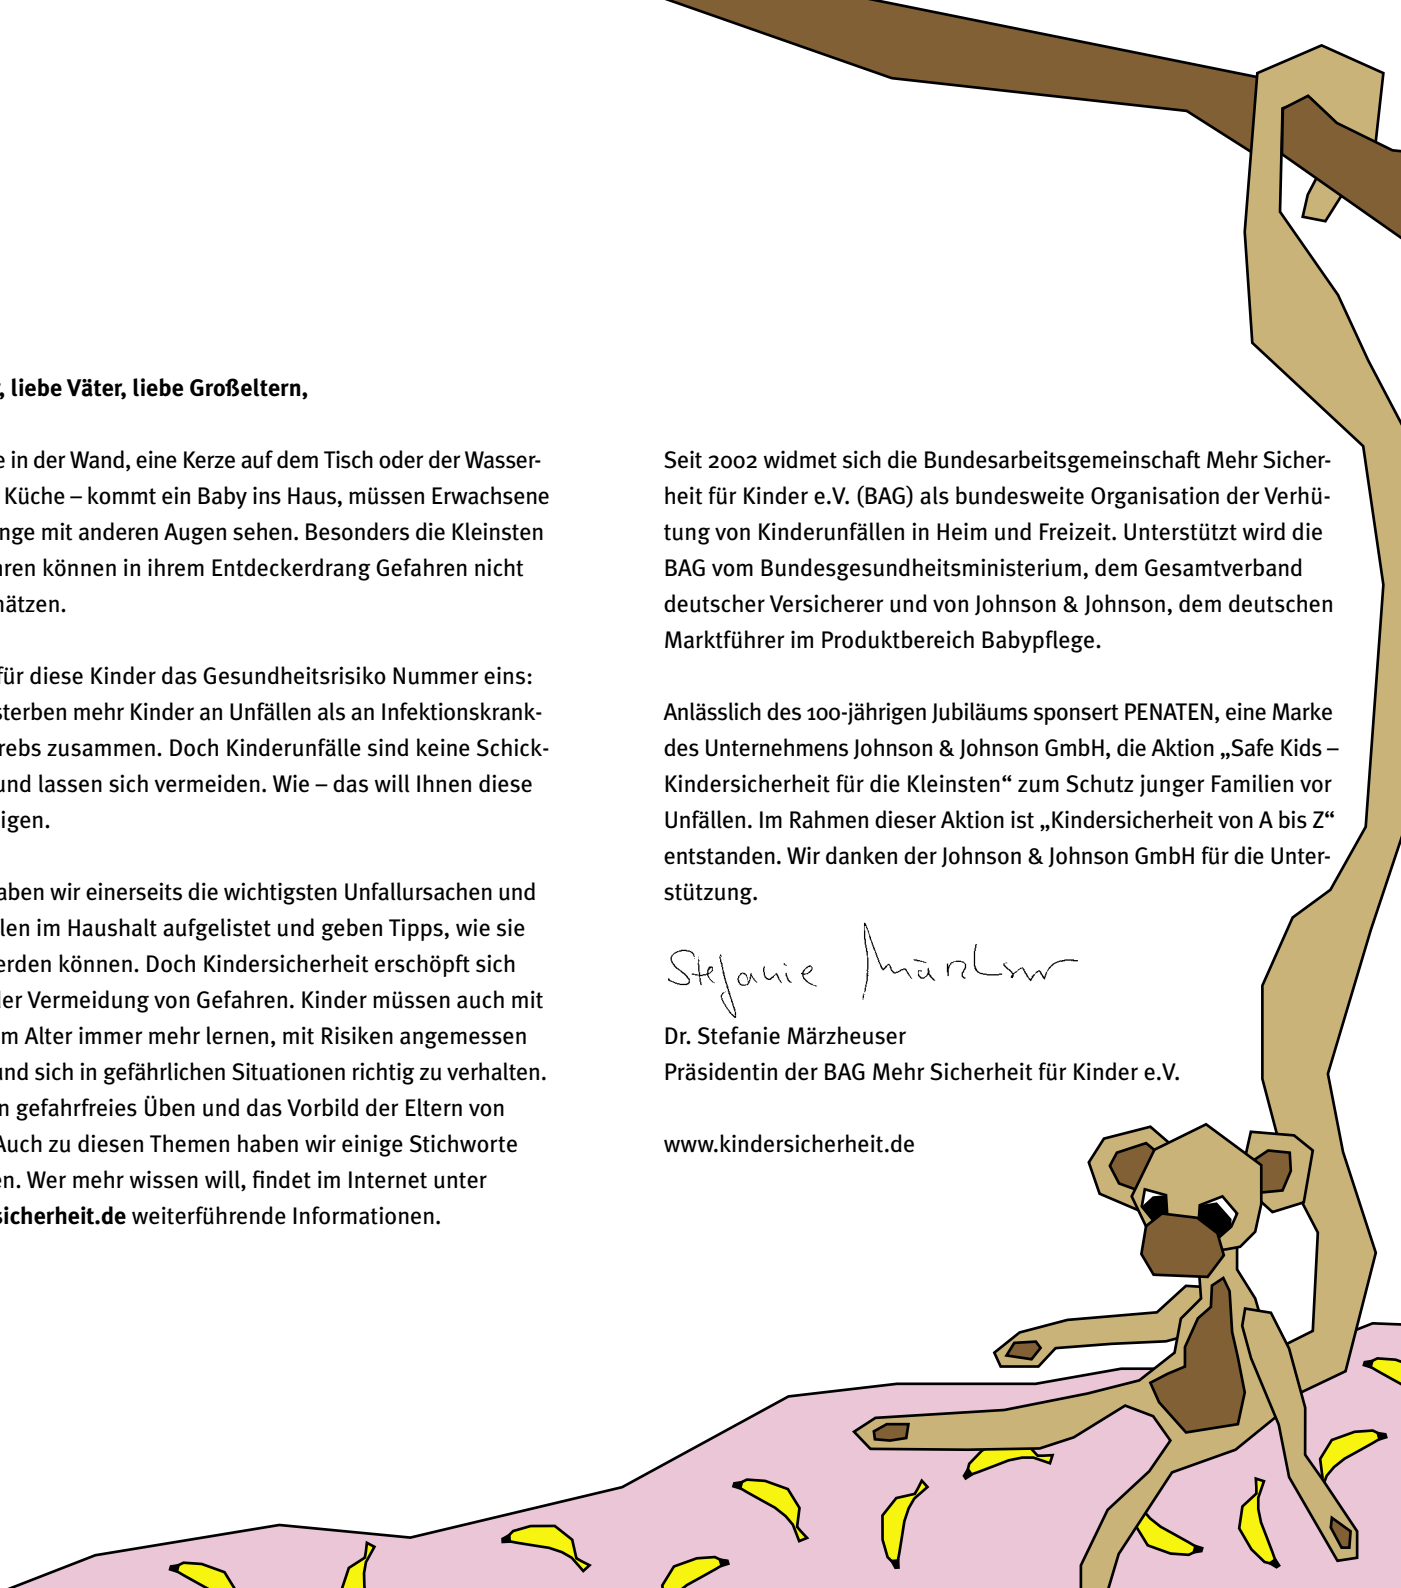 , liebe Väter, liebe Großeltern,
e in der Wand, eine Kerze auf dem Tisch oder der Wasser-
Küche – kommt ein Baby ins Haus, müssen Erwachsene
nge mit anderen Augen sehen. Besonders die Kleinsten
hren können in ihrem Entdeckerdrang Gefahren nicht
hätzen.
für diese Kinder das Gesundheitsrisiko Nummer eins:
sterben mehr Kinder an Unfällen als an Infektionskrank-
rebs zusammen. Doch Kinderunfälle sind keine Schick-
und lassen sich vermeiden. Wie – das will Ihnen diese
igen.
aben wir einerseits die wichtigsten Unfallursachen und
len im Haushalt aufgelistet und geben Tipps, wie sie
erden können. Doch Kindersicherheit erschöpft sich
der Vermeidung von Gefahren. Kinder müssen auch mit
m Alter immer mehr lernen, mit Risiken angemessen
und sich in gefährlichen Situationen richtig zu verhalten.
n gefahrfreies Üben und das Vorbild der Eltern von
Auch zu diesen Themen haben wir einige Stichworte
en. Wer mehr wissen will, findet im Internet unter
sicherheit.de weiterführende Informationen.
Seit 2002 widmet sich die Bundesarbeitsgemeinschaft Mehr Sicher-
heit für Kinder e.V. (BAG) als bundesweite Organisation der Verhü-
tung von Kinderunfällen in Heim und Freizeit. Unterstützt wird die
BAG vom Bundesgesundheitsministerium, dem Gesamtverband
deutscher Versicherer und von Johnson & Johnson, dem deutschen
Marktführer im Produktbereich Babypflege.
Anlässlich des 100-jährigen Jubiläums sponsert PENATEN, eine Marke
des Unternehmens Johnson & Johnson GmbH, die Aktion „Safe Kids –
Kindersicherheit für die Kleinsten“ zum Schutz junger Familien vor
Unfällen. Im Rahmen dieser Aktion ist „Kindersicherheit von A bis Z“
entstanden. Wir danken der Johnson & Johnson GmbH für die Unter-
stützung.
Stefanie Märzheuser
Dr. Stefanie Märzheuser
Präsidentin der BAG Mehr Sicherheit für Kinder e.V.
www.kindersicherheit.de